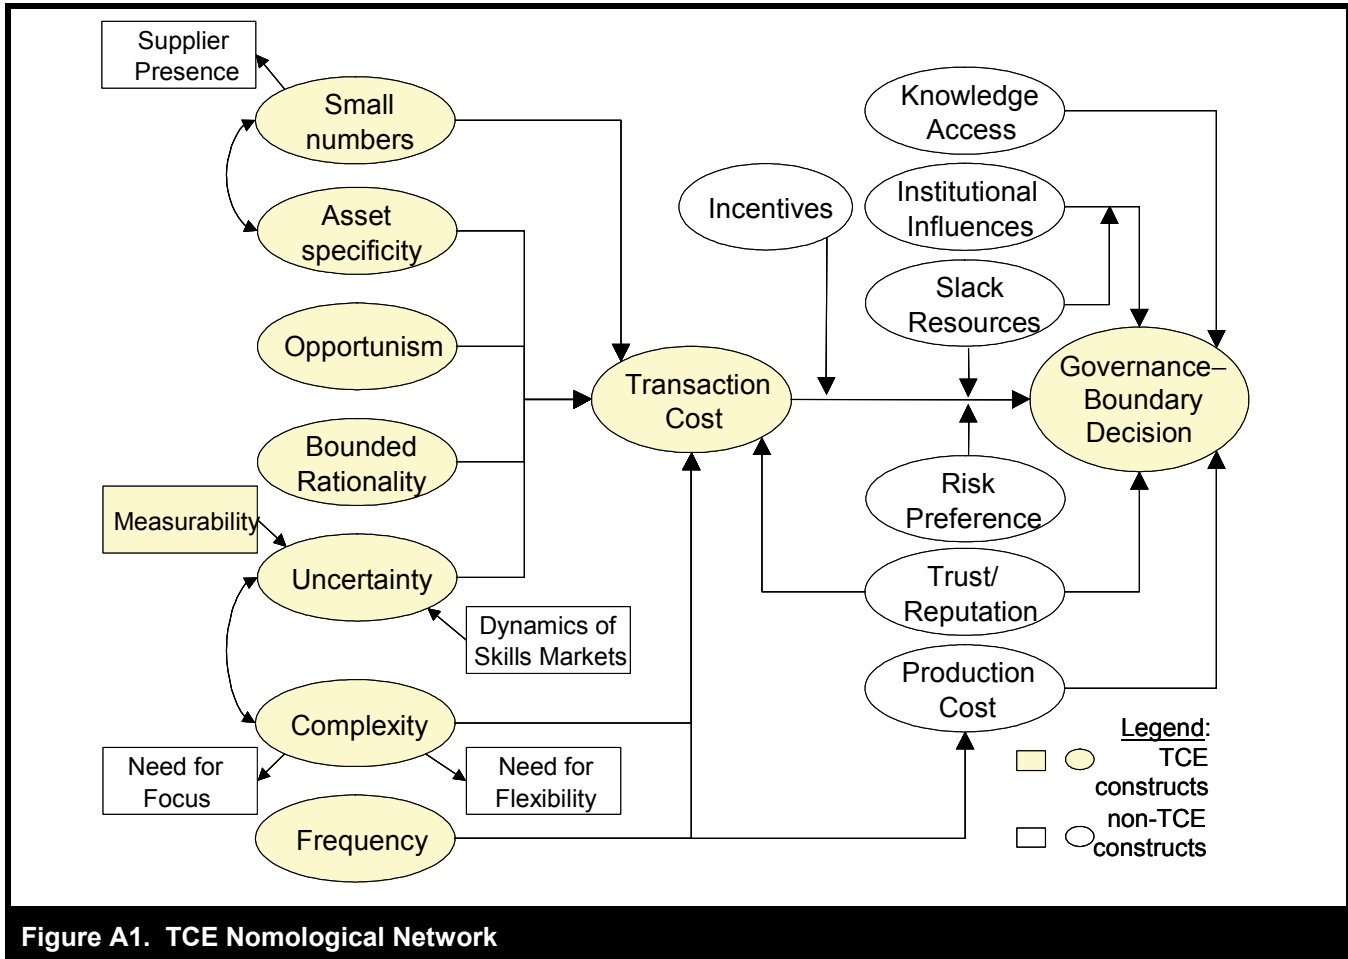 Supplier
Presence
Small
numbers
Asset
specificity
Opportunism
Bounded
Rationality
Measurability
Uncertainty
Dynamics of
Skills Markets
Complexity
Need for
Focus
Need for
Flexibility
Frequency
Transaction
Cost
Incentives
Knowledge
Access
Institutional
Influences
Slack
Resources
Governance–
Boundary
Decision
Risk
Preference
Trust/
Reputation
Production
Cost
Legend:
TCE
constructs
non-TCE
constructs
Figure A1. TCE Nomological Network